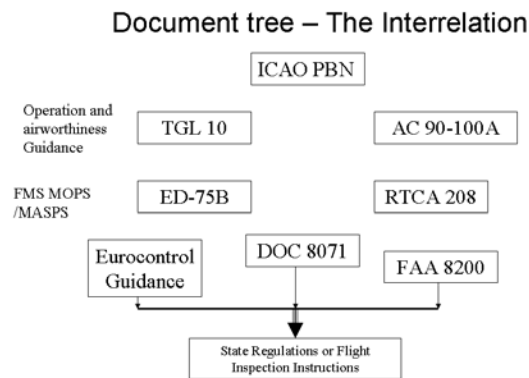 Document tree – The Interrelation
ICAO PBN
Operation and
airworthiness
Guidance
TGL 10
AC 90-100A
FMS MOPS
/MASPS
ED-75B
RTCA 208
Eurocontrol
Guidance
DOC 8071
FAA 8200
State Regulations or Flight
Inspection Instructions